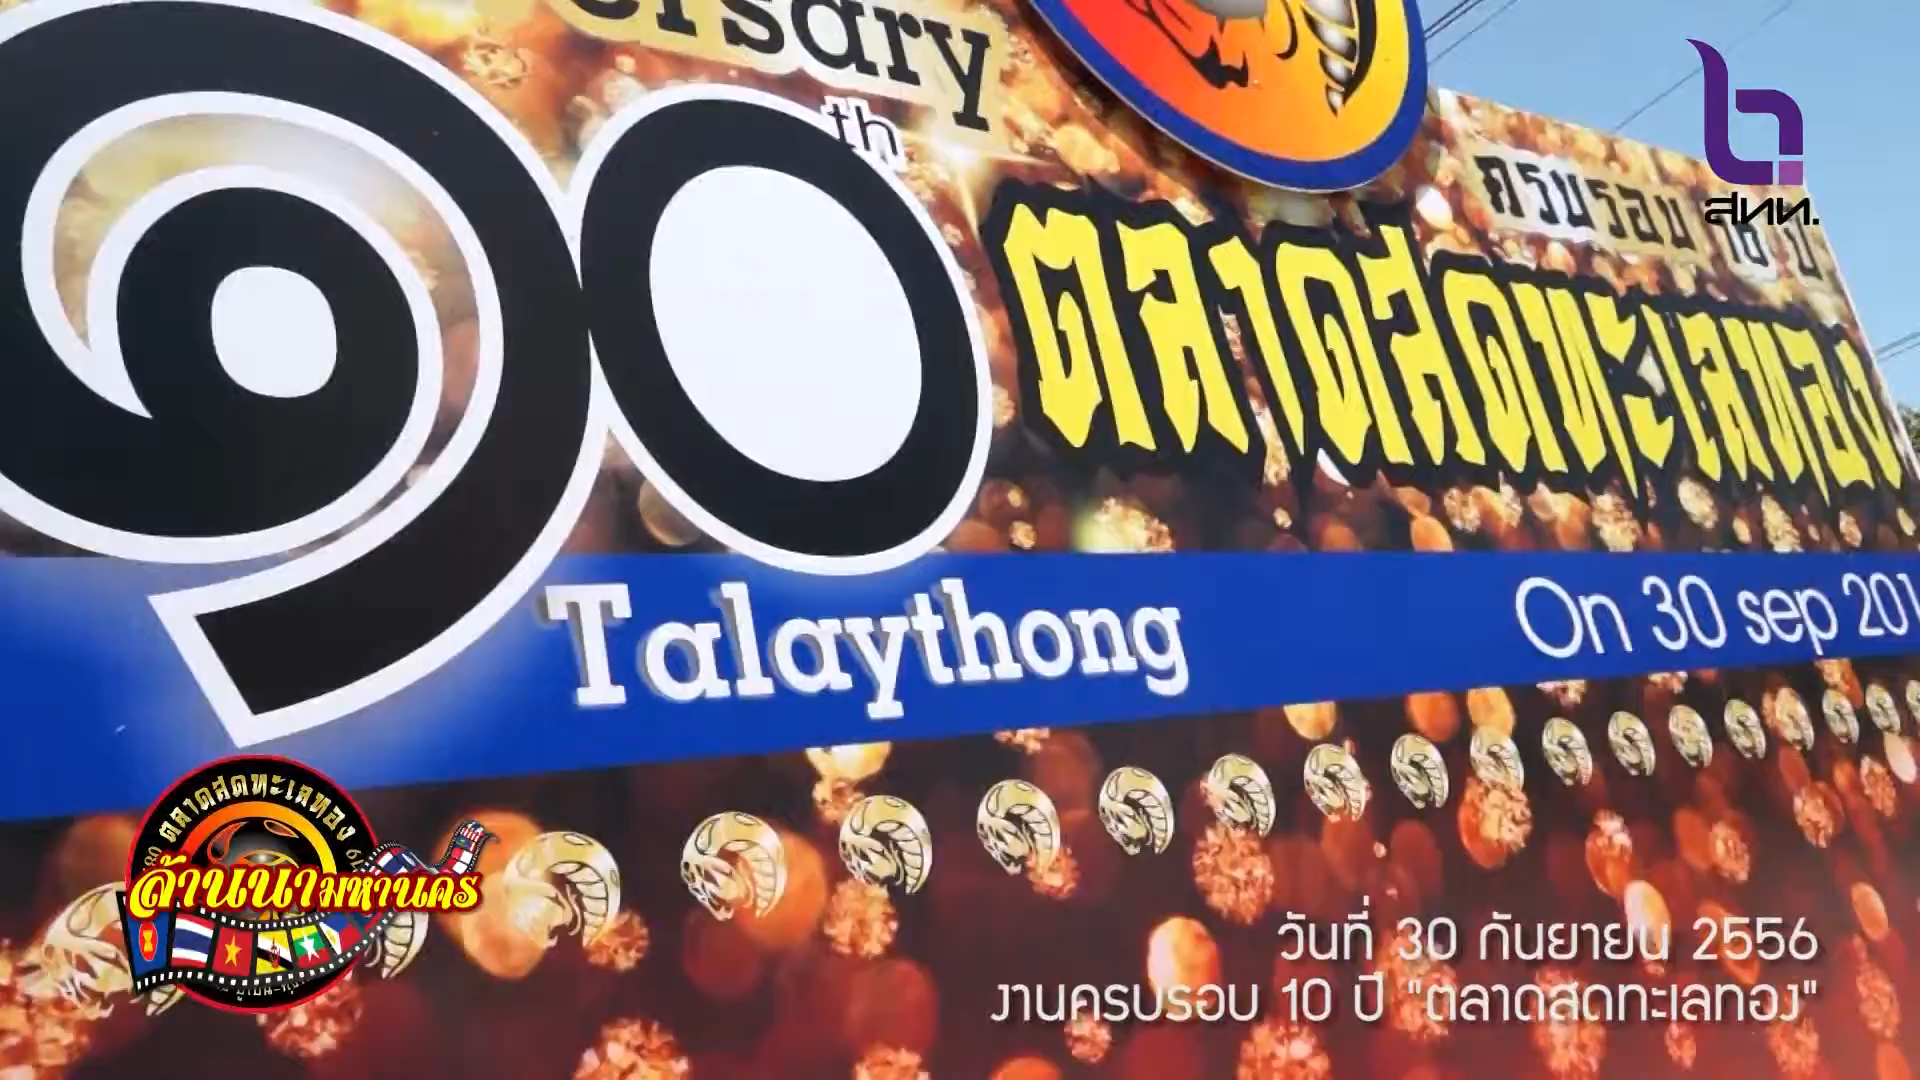 ersary
๑๐
th
ครบรอบ 10 ปี
สทท.
ตลาดสดทะเลทอง
Talaythong
On 30 sep 201
ตลาดสดทะเลทอง
ล้านนามหานคร
วันที่ 30 กันยายน 2556
งานครบรอบ 10 ปี "ตลาดสดทะเลทอง"